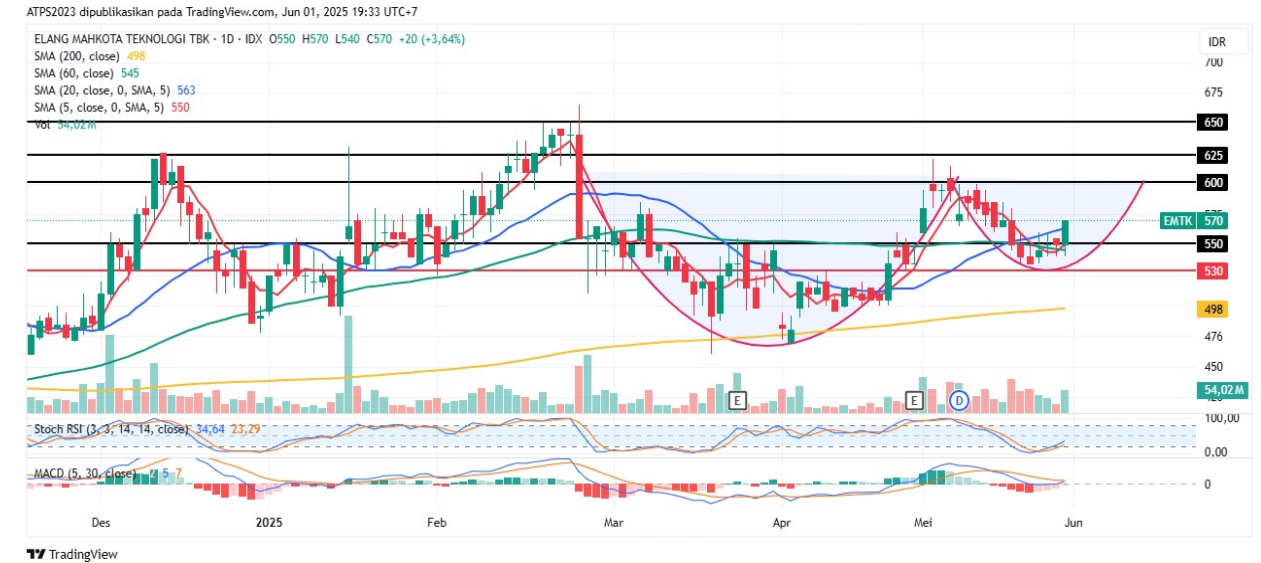 ATPS2023 dipublikasikan pada TradingView.com, Jun 01, 2025 19:33 UTC+7
ELANG MAHKOTA TEKNOLOGI TBK · 1D · IDX O550 H570 L540 C570 +20 (+3,64%)
IDR
SMA (200, close) 498
700
SMA (60, close) 545
SMA (20, close, 0, SMA, 5) 563
675
SMA (5, close, 0, SMA, 5) 550
Vol 54,02M
650
625
600
EMTK 570
550
530
498
476
450
54,02M
E
E
D
100,00
Stoch RSI (3, 3, 14, 14, close) 34,64 23,29
0,00
MACD (5, 30, close) 5 7
0
Des 2025 Feb Mar Apr Mei Jun
TradingView